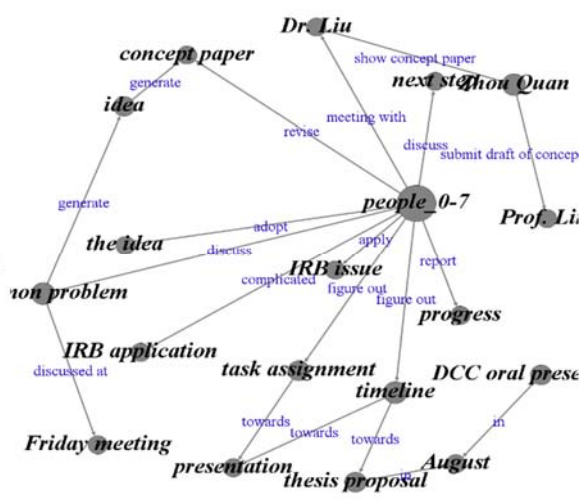 Dr. Liu
concept paper
show concept paper
generate
next step
Zhou Quan
idea
meeting with
revise
discuss
submit draft of concep
generate
people_0-7
Prof. Li
adopt
the idea
discuss
apply
IRB issue
report
complicated
figure out
figure out
non problem
progress
IRB application
discussed at
task assignment
DCC oral prese
timeline
in
towards
towards
Friday meeting
towards
presentation
August
in
thesis proposal